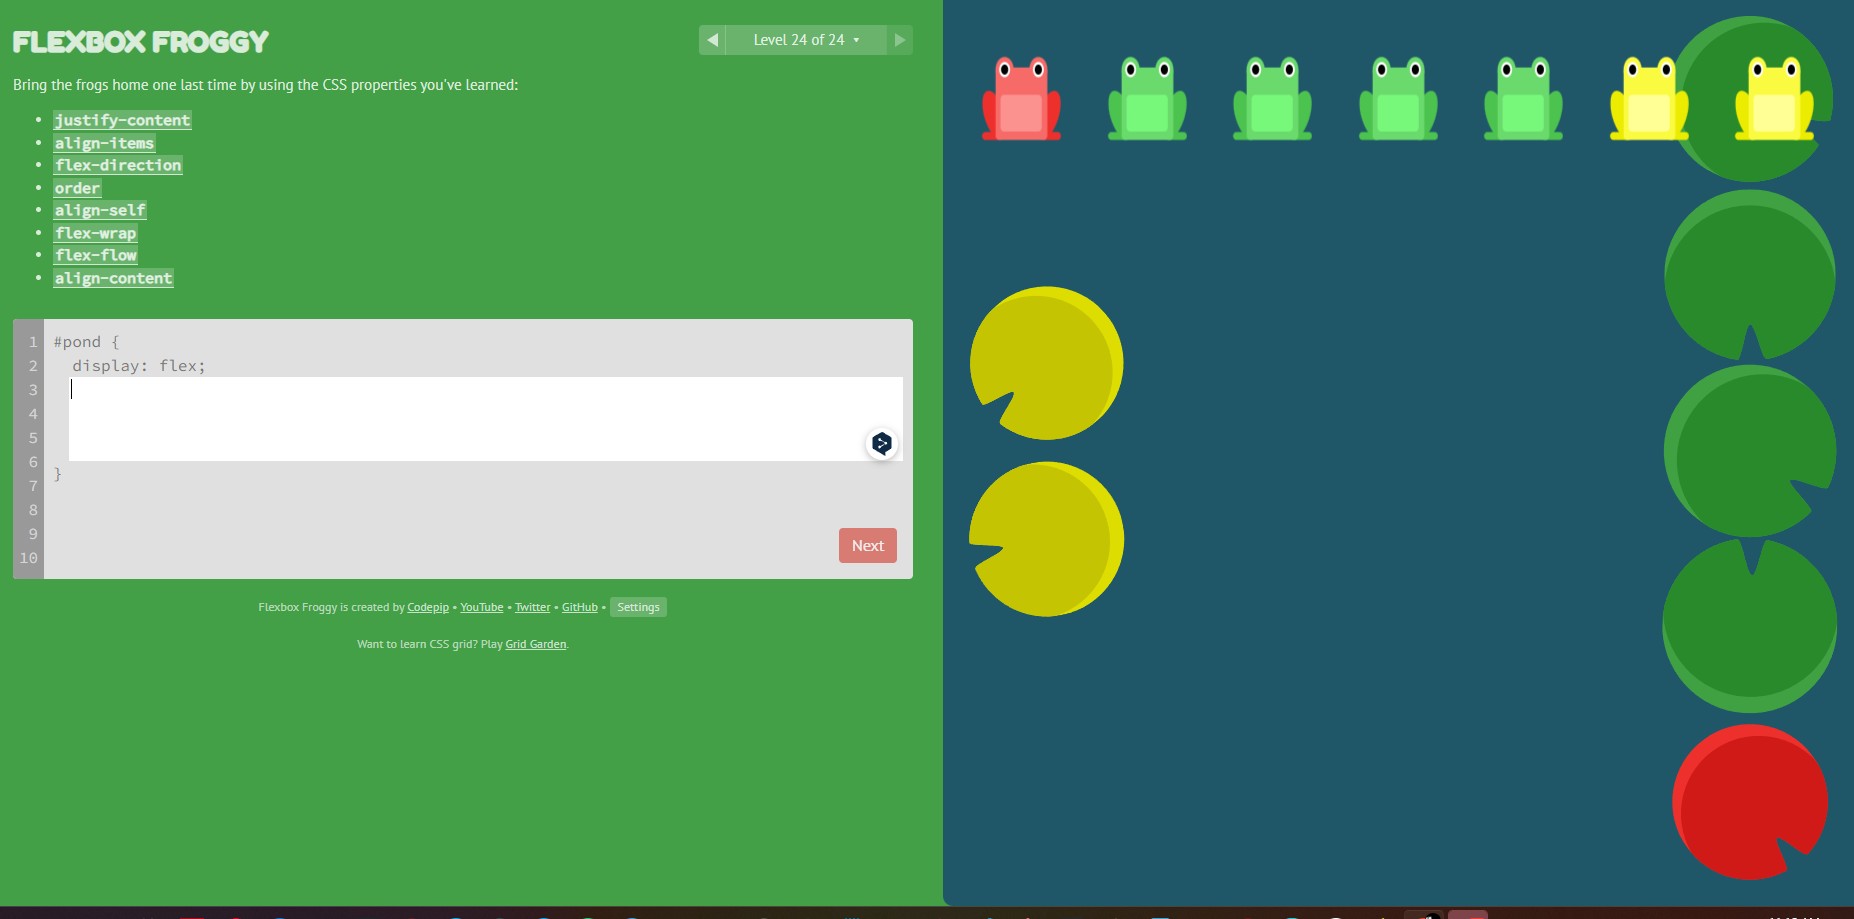 FLEXBOX FROGGY
Level 24 of 24
Bring the frogs home one last time by using the CSS properties you've learned:
• justify-content
• align-items
• flex-direction
• order
• align-self
• flex-wrap
• flex-flow
• align-content
1 #pond {
2 display: flex;
3
4
5
6 }
7
8
9
10
Next
Flexbox Froggy is created by Codepip • YouTube • Twitter • GitHub • Settings
Want to learn CSS grid? Play Grid Garden.